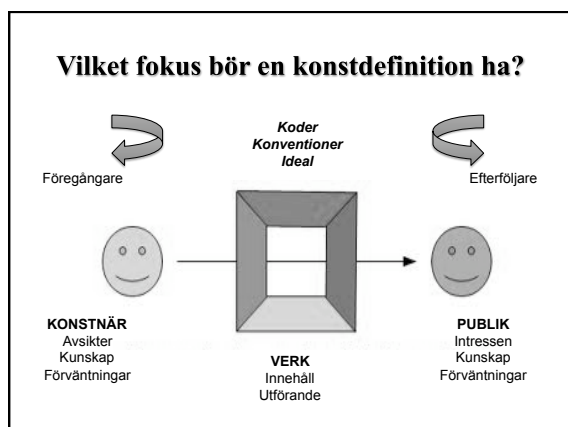 Vilket fokus bör en konstdefinition ha?
Koder
Konventioner
Ideal
Föregångare
Efterföljare
KONSTNÄR
Avsikter
Kunskap
Förväntningar
VERK
Innehåll
Utförande
PUBLIK
Intressen
Kunskap
Förväntningar